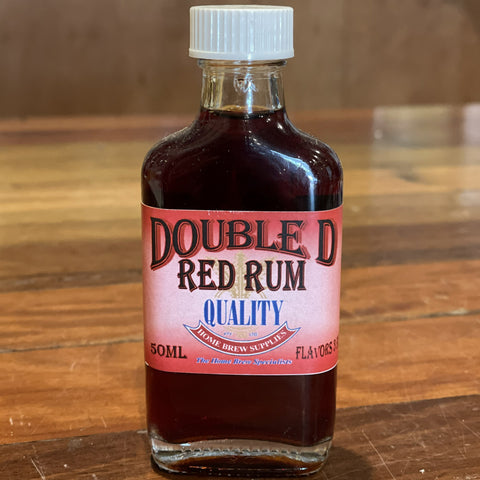 DOUBLE D
RED RUM
QUALITY
HOME BREW SUPPLIES
50ML
FLAVORS
The Home Brew Specialists